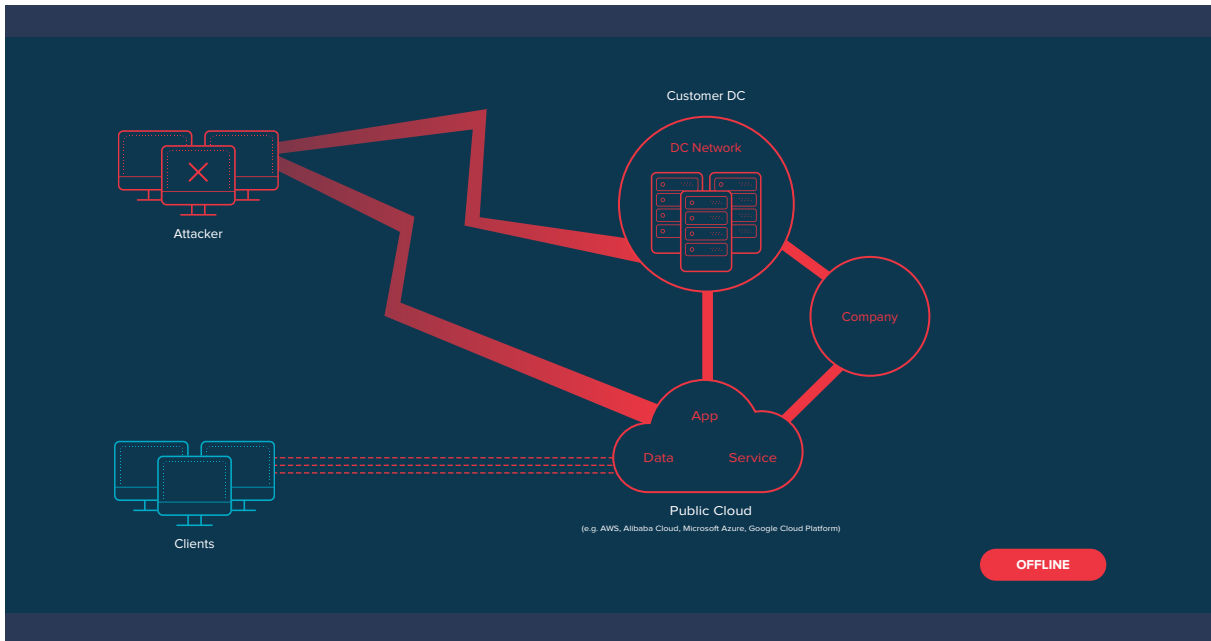 Customer DC
DC Network
Attacker
Company
App
Data
Service
Public Cloud
(e.g. AWS, Alibaba Cloud, Microsoft Azure, Google Cloud Platform)
Clients
OFFLINE